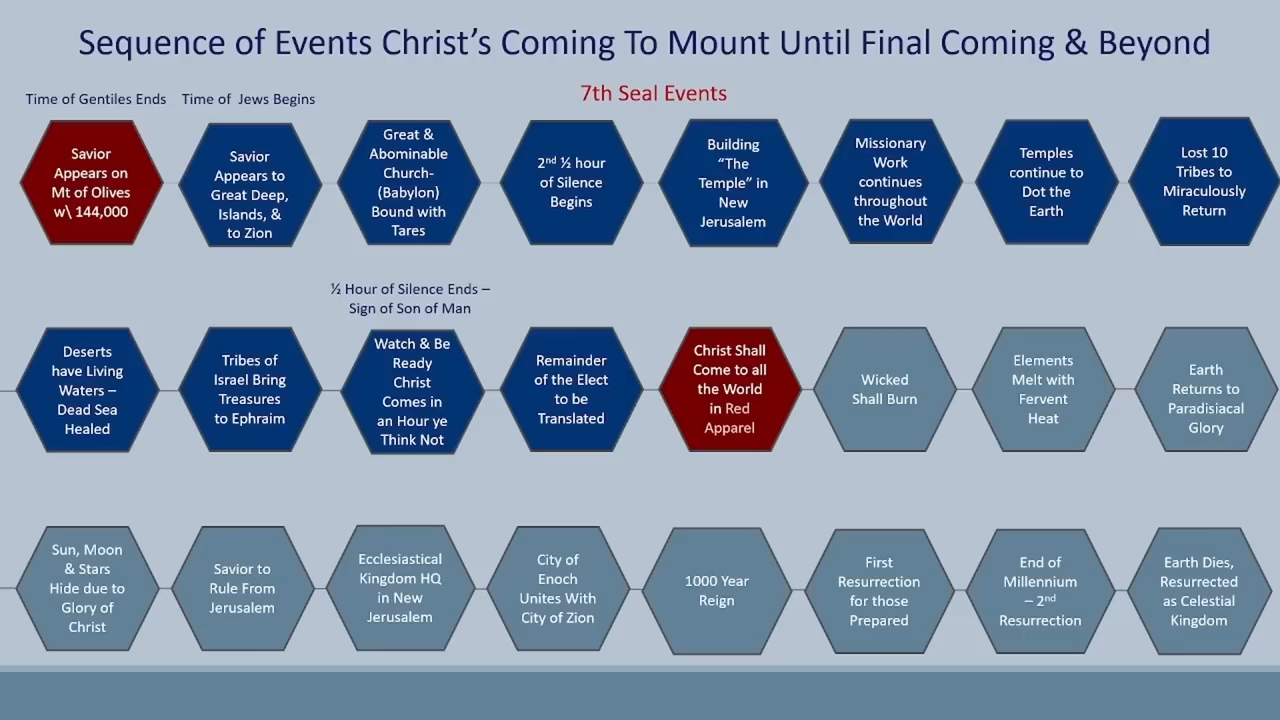 Sequence of Events Christ's Coming To Mount Until Final Coming & Beyond
Time of Gentiles Ends
Time of Jews Begins
7th Seal Events
Savior
Appears on
Mt of Olives
w\ 144,000
Savior
Appears to
Great Deep,
Islands, &
to Zion
Great &
Abominable
Church-
(Babylon)
Bound with
Tares
2nd ½ hour
of Silence
Begins
Building
“The
Temple” in
New
Jerusalem
Missionary
Work
continues
throughout
the World
Temples
continue to
Dot the
Earth
Lost 10
Tribes to
Miraculously
Return
½ Hour of Silence Ends –
Sign of Son of Man
Deserts
have Living
Waters –
Dead Sea
Healed
Tribes of
Israel Bring
Treasures
to Ephraim
Watch & Be
Ready
Christ
Comes in
an Hour ye
Think Not
Remainder
of the Elect
to be
Translated
Christ Shall
Come to all
the World
in Red
Apparel
Wicked
Shall Burn
Elements
Melt with
Fervent
Heat
Earth
Returns to
Paradisiacal
Glory
Sun, Moon
& Stars
Hide due to
Glory of
Christ
Savior to
Rule From
Jerusalem
Ecclesiastical
Kingdom HQ
in New
Jerusalem
City of
Enoch
Unites With
City of Zion
1000 Year
Reign
First
Resurrection
for those
Prepared
End of
Millennium
– 2nd
Resurrection
Earth Dies,
Resurrected
as Celestial
Kingdom